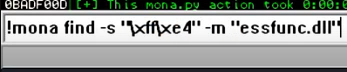 0BADF00D [+] This mona.py action took 0:00:0
!mona find -s "\xff\xe4" -m "essfunc.dll"